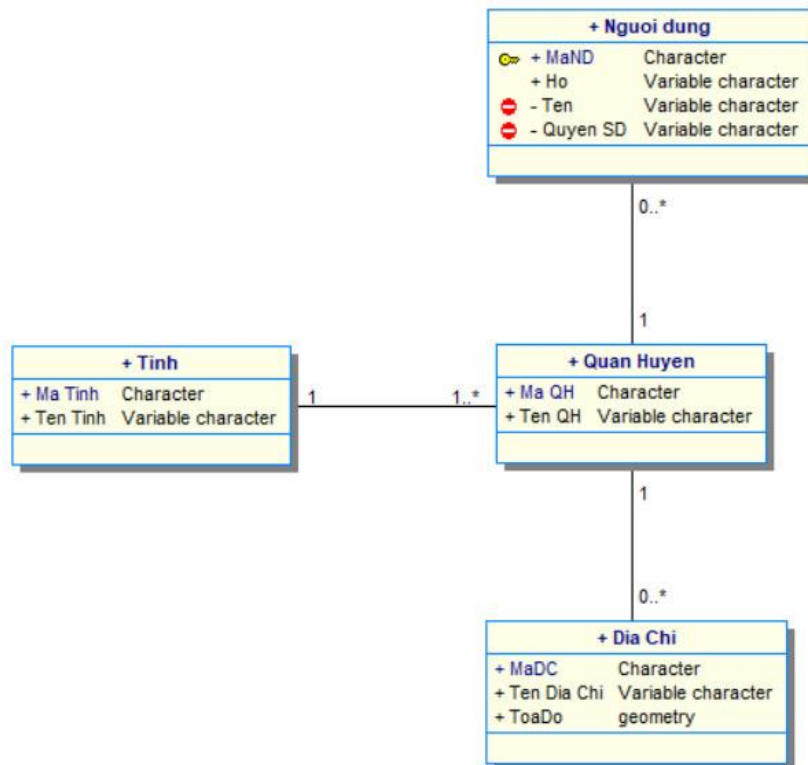 + Nguoi dung
+ MaND Character
+ Ho Variable character
- Ten Variable character
- Quyen SD Variable character
0..*
1
+ Tinh
+ Ma Tinh Character
+ Ten Tinh Variable character
1
1..*
+ Quan Huyen
+ Ma QH Character
+ Ten QH Variable character
1
0..*
+ Dia Chi
+ MaDC Character
+ Ten Dia Chi Variable character
+ ToaDo geometry